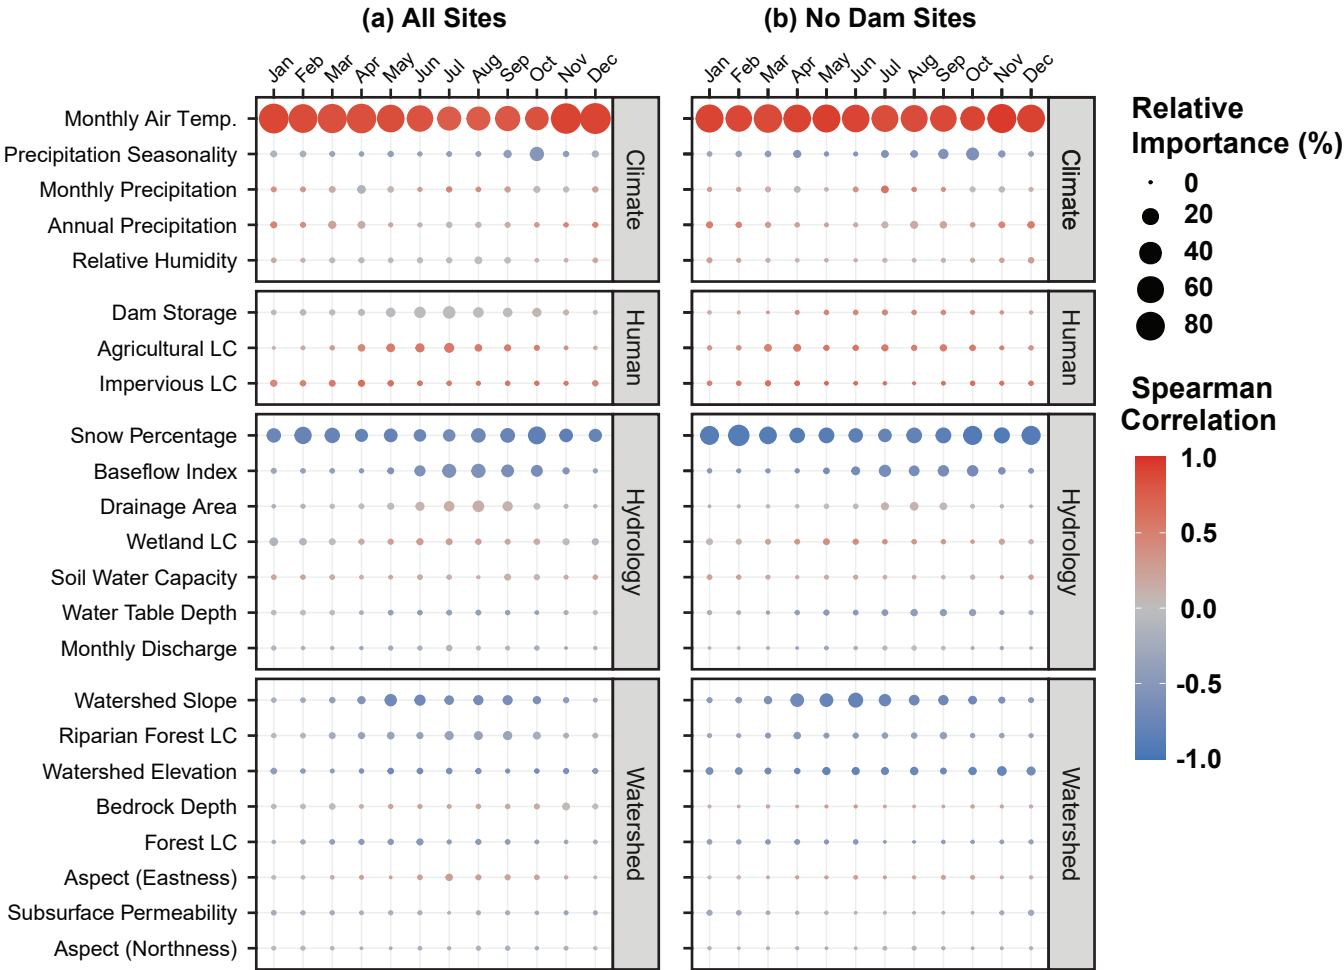 (a) All Sites
(b) No Dam Sites
Jan Feb Mar Apr May Jun Jul Aug Sep Oct Nov Dec
Jan Feb Mar Apr May Jun Jul Aug Sep Oct Nov Dec
Monthly Air Temp.
Precipitation Seasonality
Monthly Precipitation
Annual Precipitation
Relative Humidity
Climate
Climate
Dam Storage
Agricultural LC
Impervious LC
Human
Human
Snow Percentage
Baseflow Index
Drainage Area
Wetland LC
Soil Water Capacity
Water Table Depth
Monthly Discharge
Hydrology
Hydrology
Watershed Slope
Riparian Forest LC
Watershed Elevation
Bedrock Depth
Forest LC
Aspect (Eastness)
Subsurface Permeability
Aspect (Northness)
Watershed
Watershed
Relative
Importance (%)
0
20
40
60
80
Spearman
Correlation
1.0
0.5
0.0
-0.5
-1.0